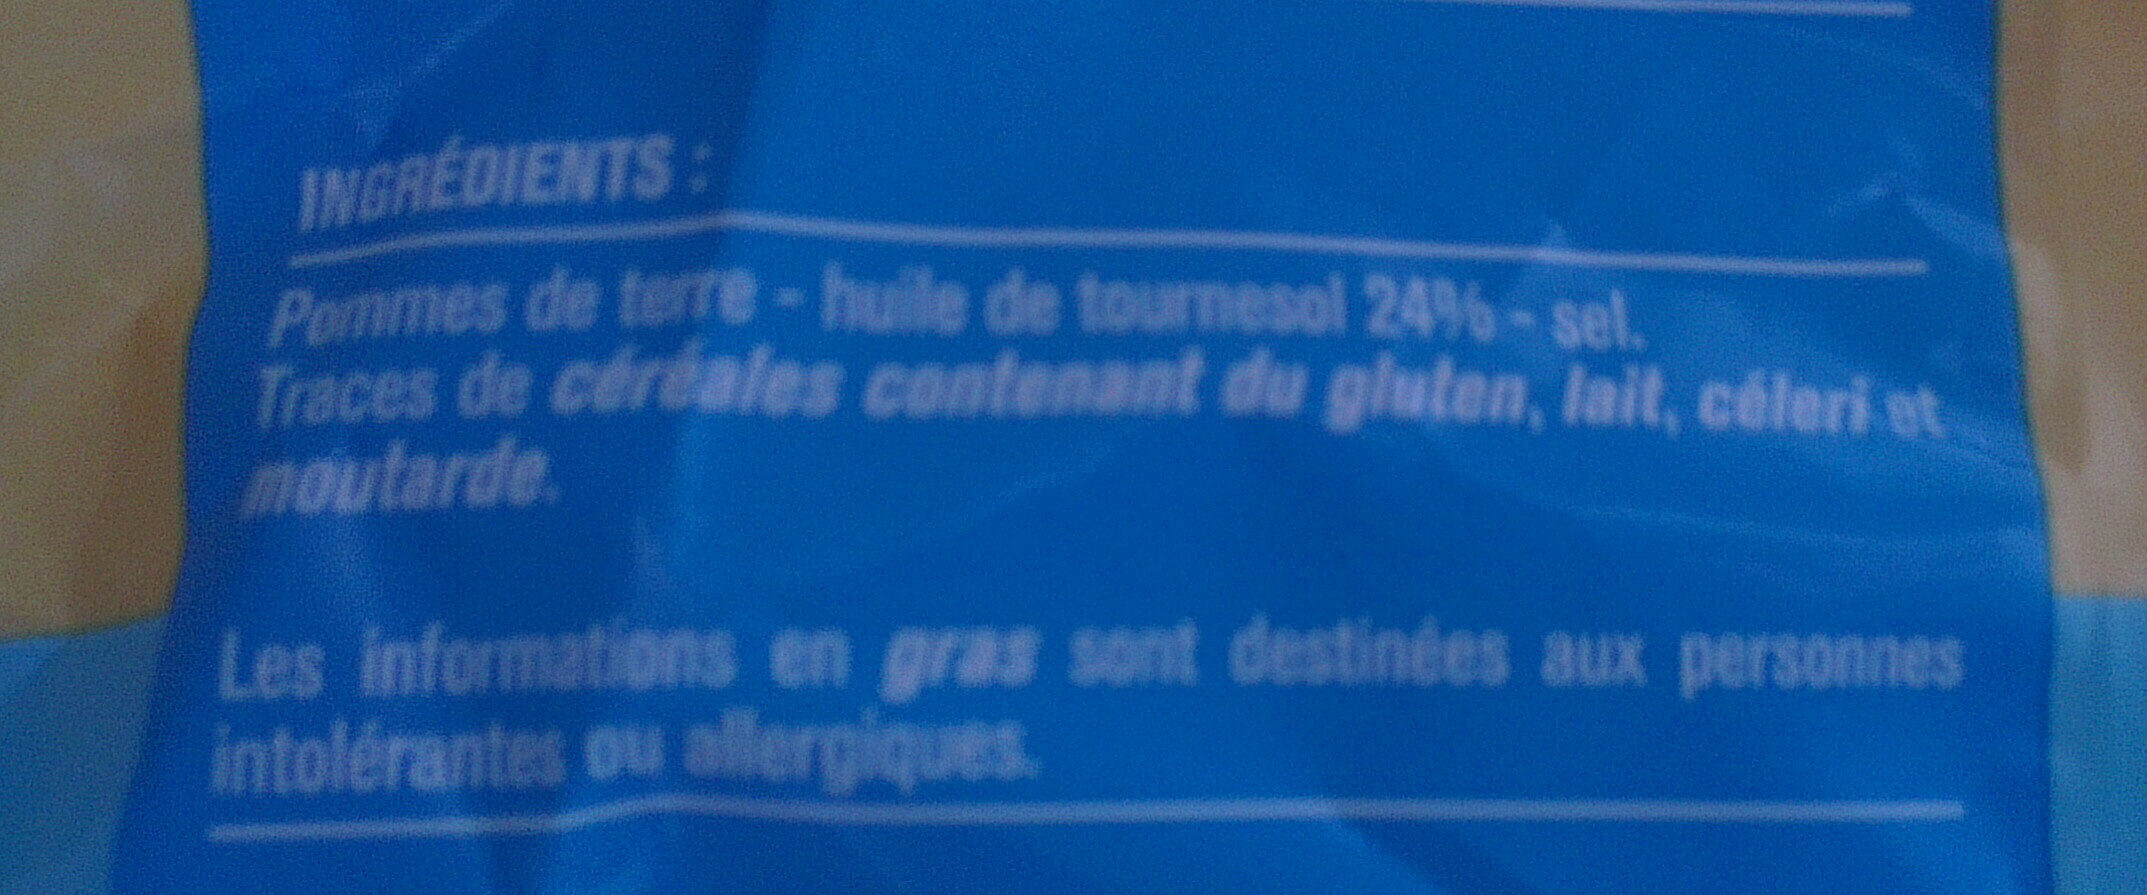 INGRÉDIENTS :
Pommes de terre - huile de tournesol 24% - sel.
Traces de céréales contenant du gluten, lait, céleri et
moutarde.
Les informations en gras sont destinées aux personnes
intolérantes ou allergiques.